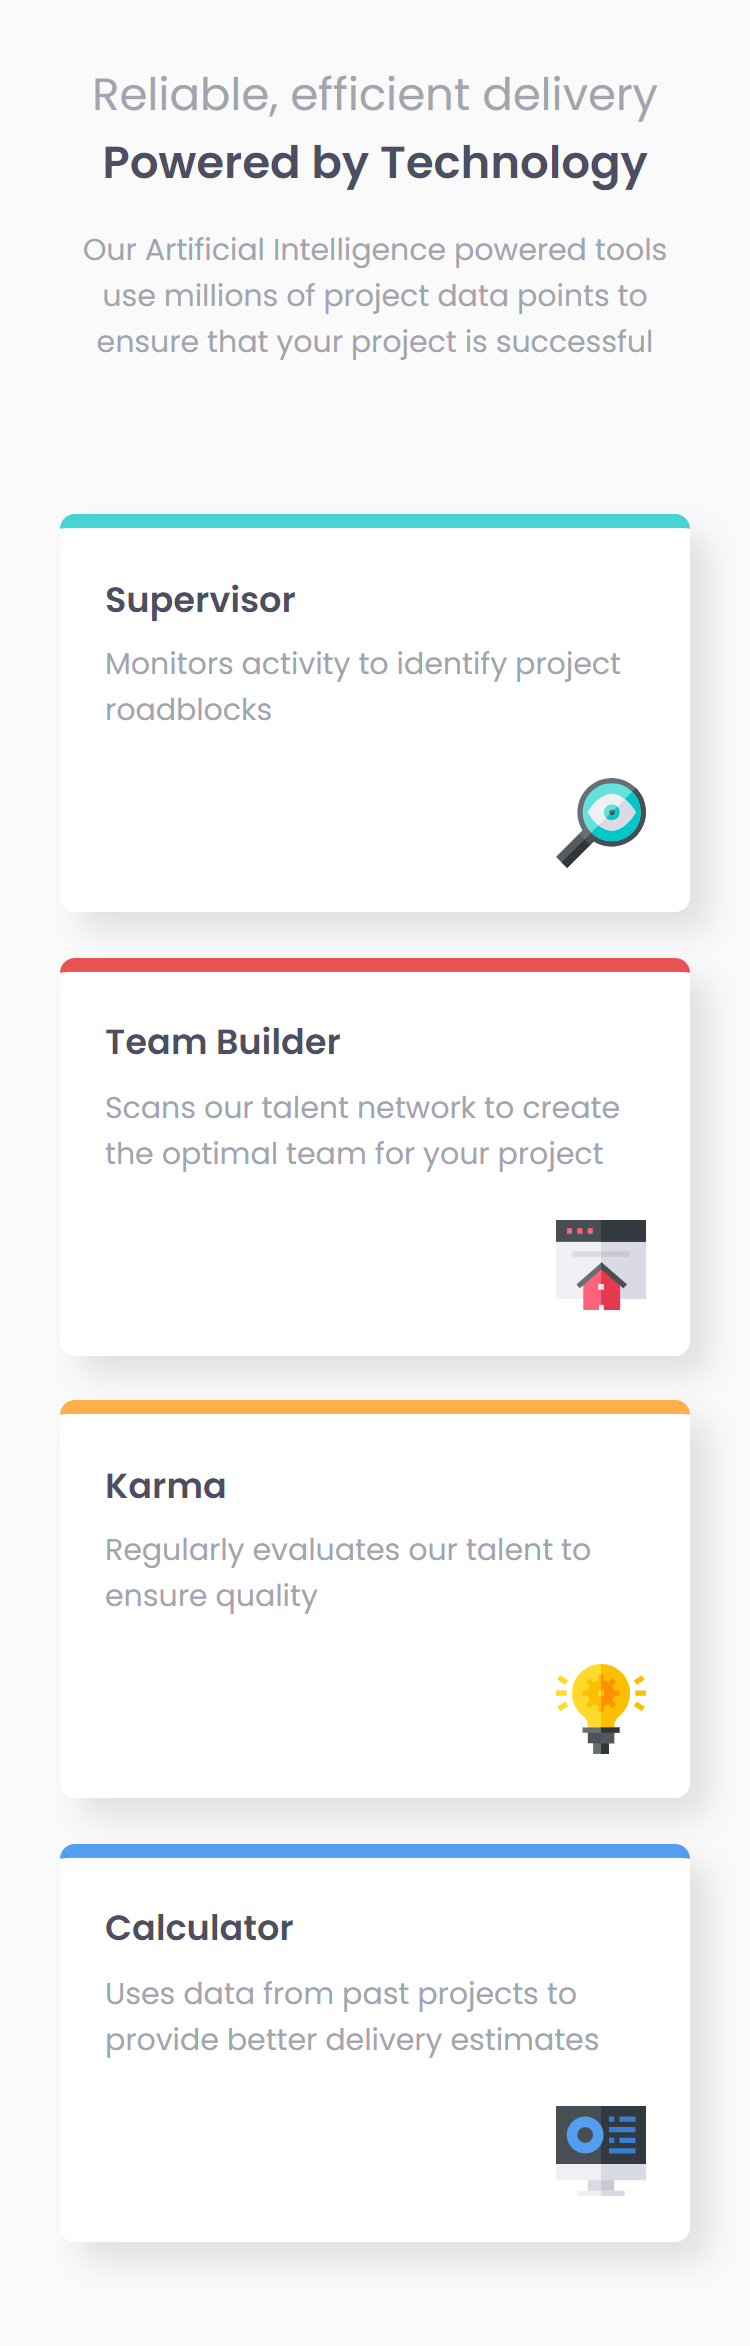 Reliable, efficient delivery
Powered by Technology
Our Artificial Intelligence powered tools
use millions of project data points to
ensure that your project is successful
Supervisor
Monitors activity to identify project
roadblocks
Team Builder
Scans our talent network to create
the optimal team for your project
Karma
Regularly evaluates our talent to
ensure quality
Calculator
Uses data from past projects to
provide better delivery estimates